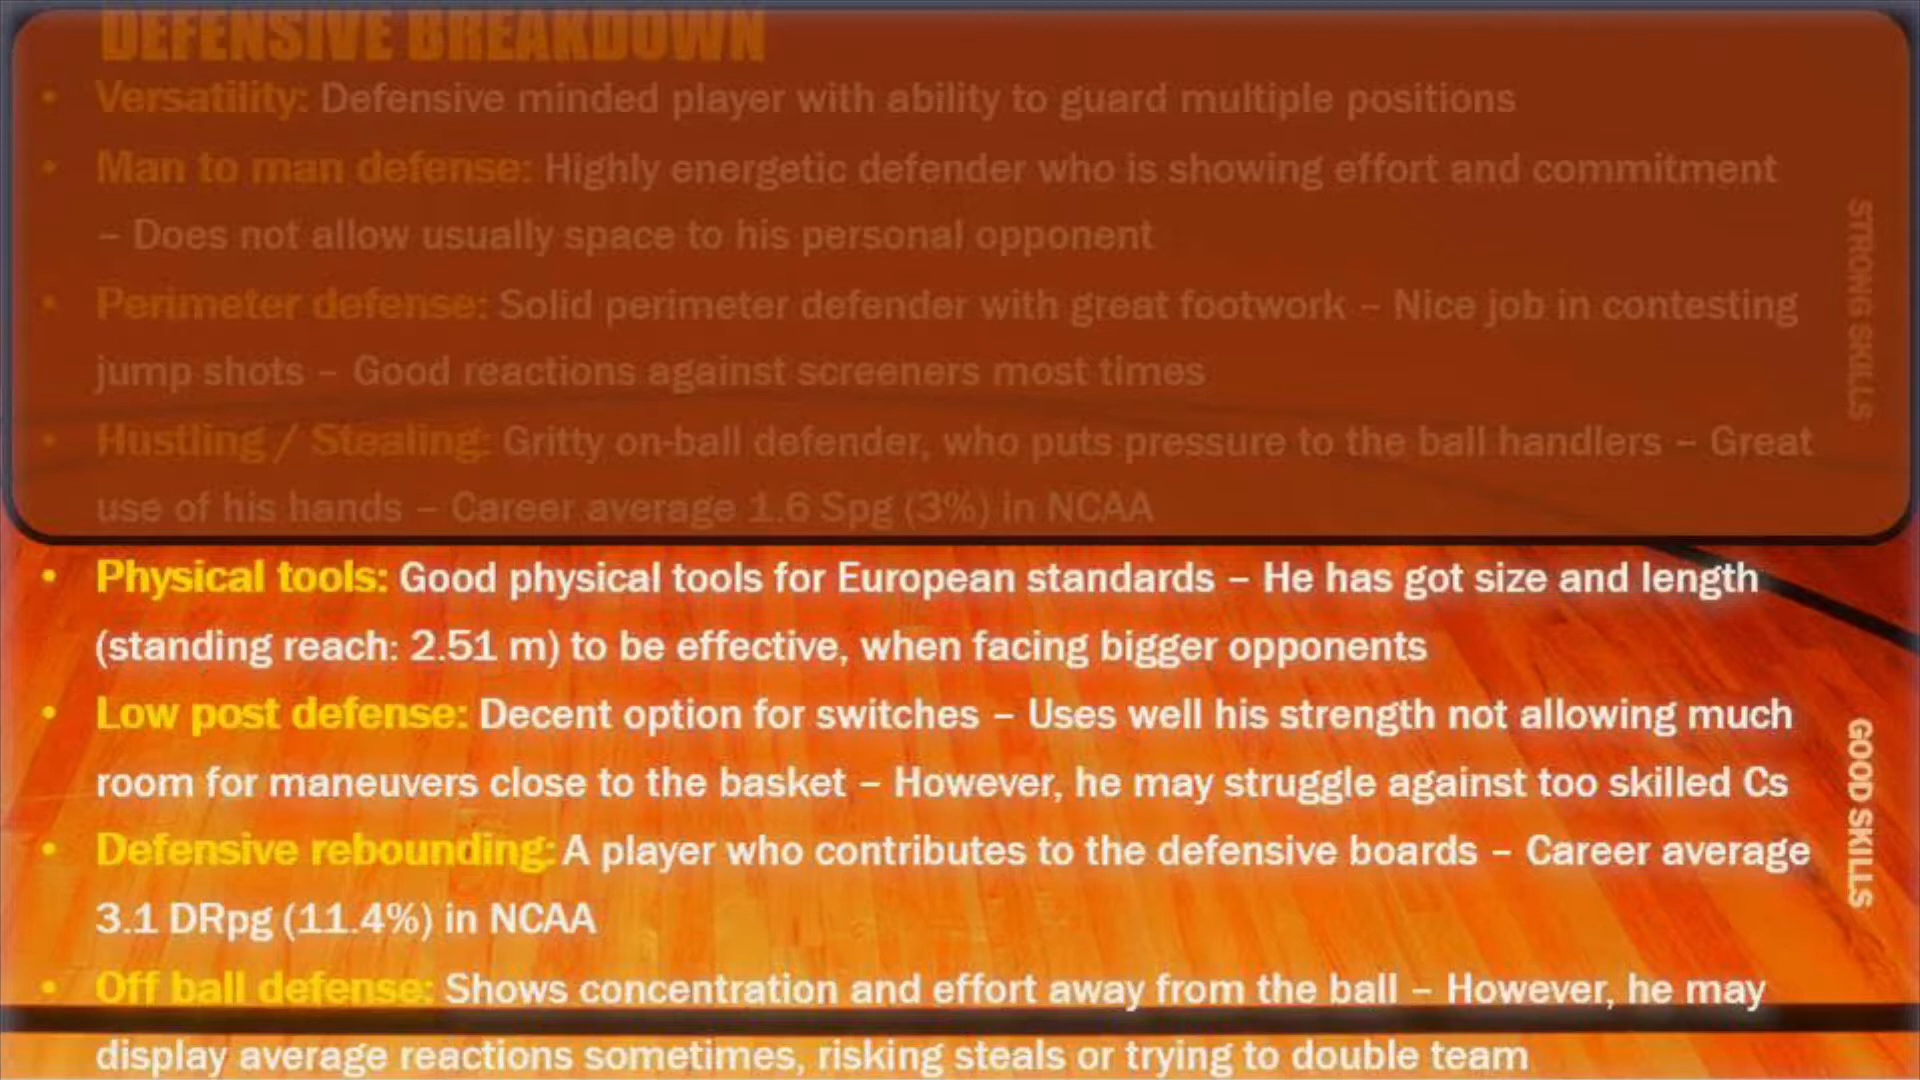 DEFENSIVE BREAKDOWN
• Versatility: Defensive minded player with ability to guard multiple positions
• Man to man defense: Highly energetic defender who is showing effort and commitment
– Does not allow usually space to his personal opponent
• Perimeter defense: Solid perimeter defender with great footwork – Nice job in contesting
jump shots – Good reactions against screeners most times
• Hustling / Stealing: Gritty on-ball defender, who puts pressure to the ball handlers – Great
use of his hands – Career average 1.6 Spg (3%) in NCAA
STRONG SKILLS
• Physical tools: Good physical tools for European standards – He has got size and length
(standing reach: 2.51 m) to be effective, when facing bigger opponents
• Low post defense: Decent option for switches – Uses well his strength not allowing much
room for maneuvers close to the basket – However, he may struggle against too skilled Cs
• Defensive rebounding: A player who contributes to the defensive boards – Career average
3.1 DRpg (11.4%) in NCAA
• Off ball defense: Shows concentration and effort away from the ball – However, he may
display average reactions sometimes, risking steals or trying to double team
GOOD SKILLS